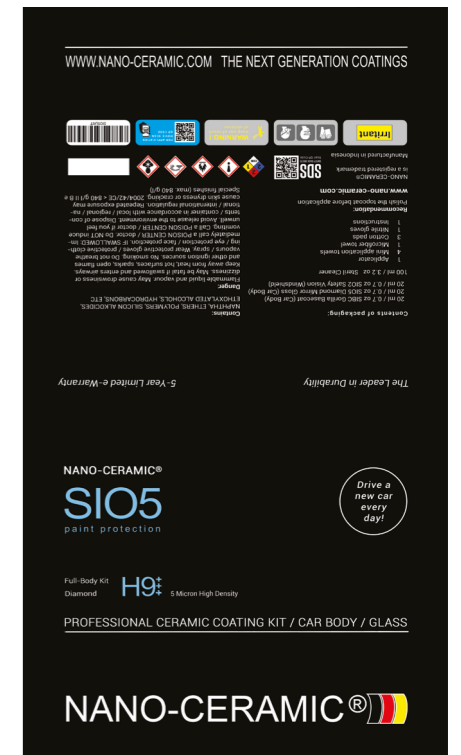 WWW.NANO-CERAMIC.COM THE NEXT GENERATION COATINGS
Contents of packaging:
20 ml / 0.7 oz SIBC Gorilla Basecoat (Car Body)
20 ml / 0.7 oz SIO5 Diamond Mirror Gloss (Car Body)
20 ml / 0.7 oz SIO2 Safety Vision (Windshield)
100 ml / 3.2 oz Steril Cleaner
1 Applicator
4 Mini application towels
1 Microfiber towel
3 Cotton pads
1 Nitrile gloves
1 Instructions
Recommendation:
Polish the topcoat before application
www.nano-ceramic.com
NANO-CERAMIC®
is a registered trademark
Manufactured in Indonesia
Irritant
SDS
Contains:
NAPHTHA, ETHERS, POLYMERS, SILICON ALKOCIDES,
ETHOXYLATED ALCOHOLS, HYDROCARBONS, ETC
Danger:
Flammable liquid and vapour. May cause drowsiness or
dizziness. May be fatal if swallowed and enters airways.
Keep away from heat, hot surfaces, sparks, open flames
and other ignition sources. No smoking. Do not breathe
vapours / spray. Wear protective gloves / protective cloth-
ing / eye protection / face protection. IF SWALLOWED: Im-
mediately call a POISON CENTER / doctor. Do NOT induce
vomiting. Call a POISON CENTER / doctor if you feel
unwell. Avoid release to the environment. Dispose of con-
tents / container in accordance with local / regional / na-
tional / international regulation. Repeated exposure may
cause skin dryness or cracking. 2004/42/CE < 840 g/l II B e
Special finishes (max. 840 g/l)
The Leader in Durability
5-Year Limited e-Warranty
NANO-CERAMIC®
SIO5
paint protection
Drive a
new car
every
day!
Full-Body Kit
Diamond
H9
5 Micron High Density
PROFESSIONAL CERAMIC COATING KIT / CAR BODY / GLASS
NANO-CERAMIC®